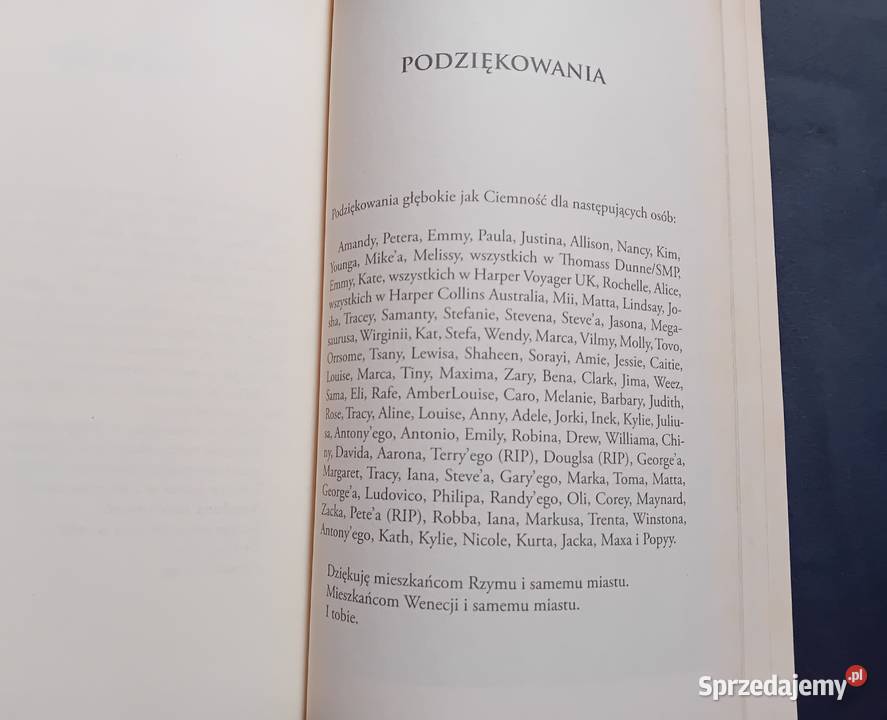 PODZIĘKOWANIA
Podziękowania głębokie jak Ciemność dla następujących osób:
Amandy, Petera, Emmy, Paula, Justina, Allison, Nancy, Kim,
Younga, Mike'a, Melissy, wszystkich w Thomass Dunne/SMP,
Emmy, Kate, wszystkich w Harper Voyager UK, Rochelle, Alice,
wszystkich w Harper Collins Australia, Mii, Matta, Lindsay, Jo-
sha, Tracey, Samanty, Stefanie, Stevena, Steve'a, Jasona, Mega-
saurusa, Wirginii, Kat, Stefa, Wendy, Marca, Vilmy, Molly, Tovo,
Orrsome, Tsany, Lewisa, Shaheen, Sorayi, Amie, Jessie, Caitie,
Louise, Marca, Tiny, Maxima, Zary, Bena, Clark, Jima, Weez,
Sama, Eli, Rafe, AmberLouise, Caro, Melanie, Barbary, Judith,
Rose, Tracy, Aline, Louise, Anny, Adele, Jorki, Inek, Kylie, Juliu-
sa, Antony'ego, Antonio, Emily, Robina, Drew, Williama, Chi-
ny, Davida, Aarona, Terry'ego (RIP), Douglsa (RIP), George'a,
Margaret, Tracy, Iana, Steve'a, Gary'ego, Marka, Toma, Matta,
George'a, Ludovico, Philipa, Randy'ego, Oli, Corey, Maynard,
Zacka, Pete'a (RIP), Robba, Iana, Markusa, Trenta, Winstona,
Antony'ego, Kath, Kylie, Nicole, Kurta, Jacka, Maxa i Popyy.
Dziękuję mieszkańcom Rzymu i samemu miastu.
Mieszkańcom Wenecji i samemu miastu.
I tobie.
Sprzedajemy.pl